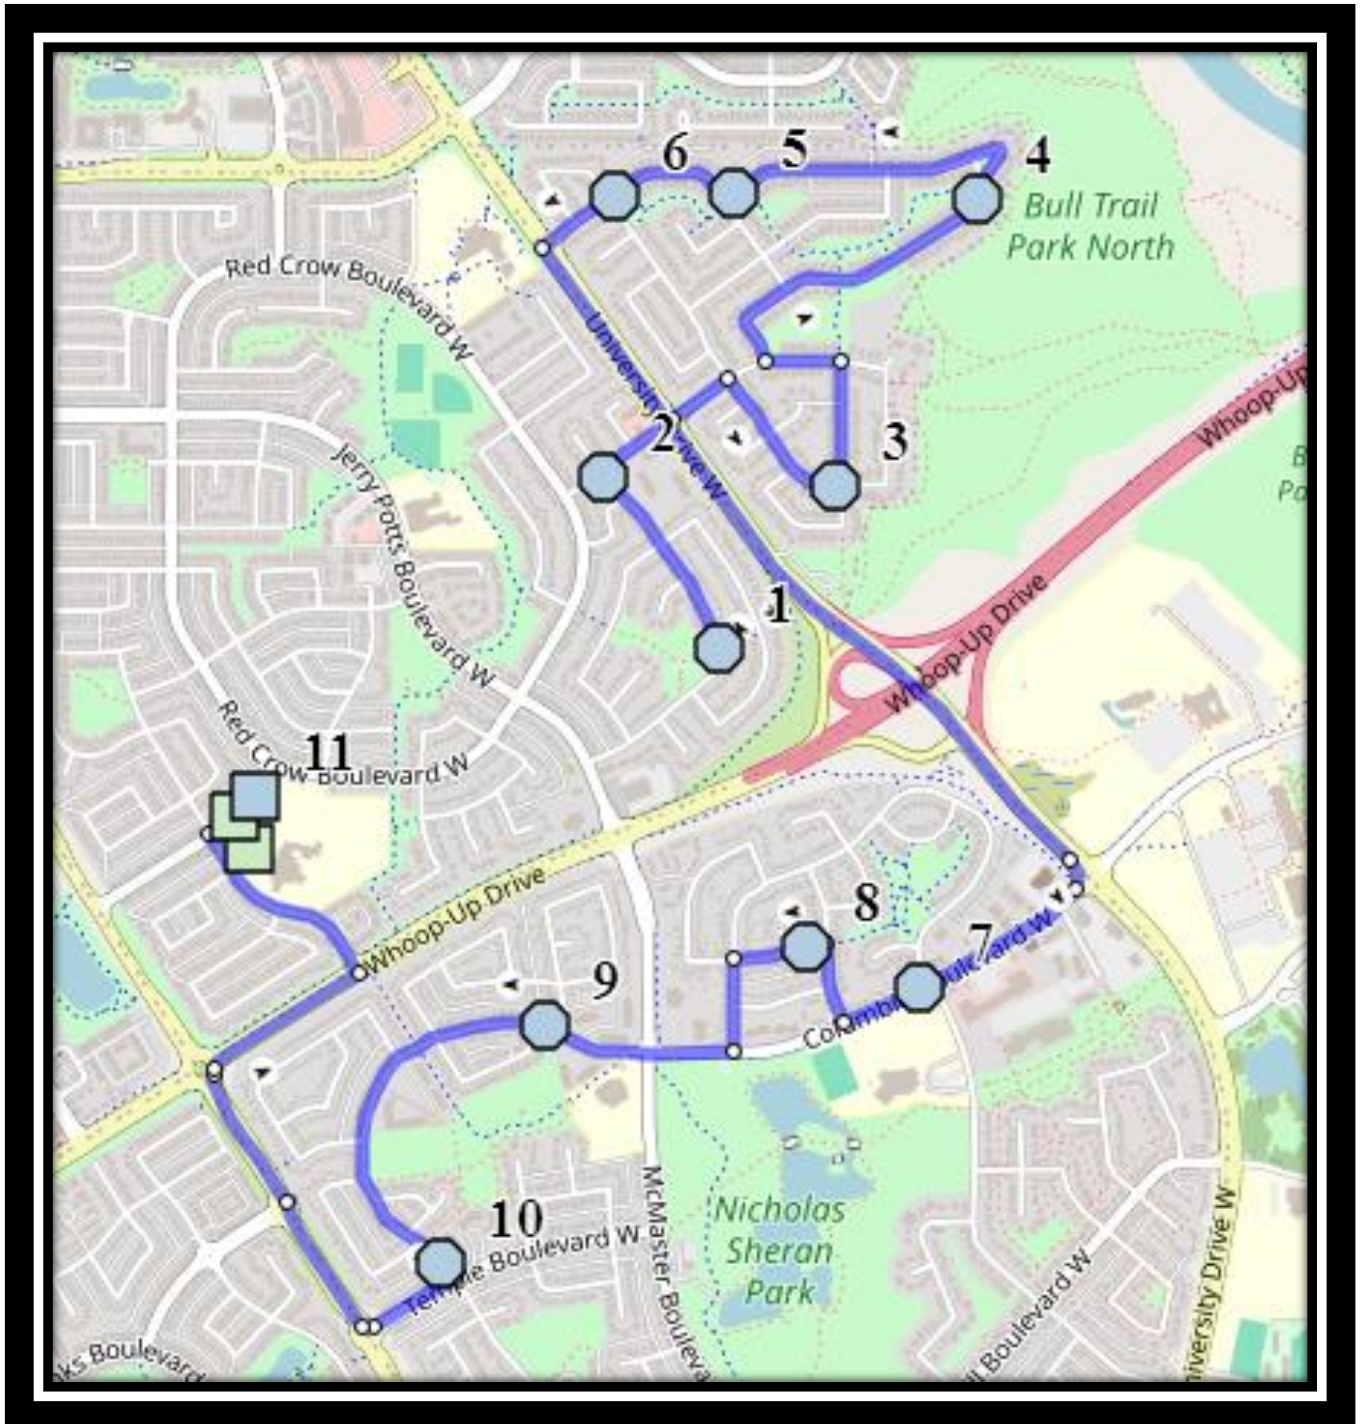 6
5
4
Bull Trail
Park North
Red Crow Boulevard W
University Drive W
Whoop-Up
2
3
Jerry Potts Boulevard W
1
Whoop-Up Drive
Red Crow Boulevard W
11
Whoop-Up Drive
8
7
9
10
Temple Boulevard W
McMaster
Nicholas
Sheran
Park
University Drive W
Boulevard W